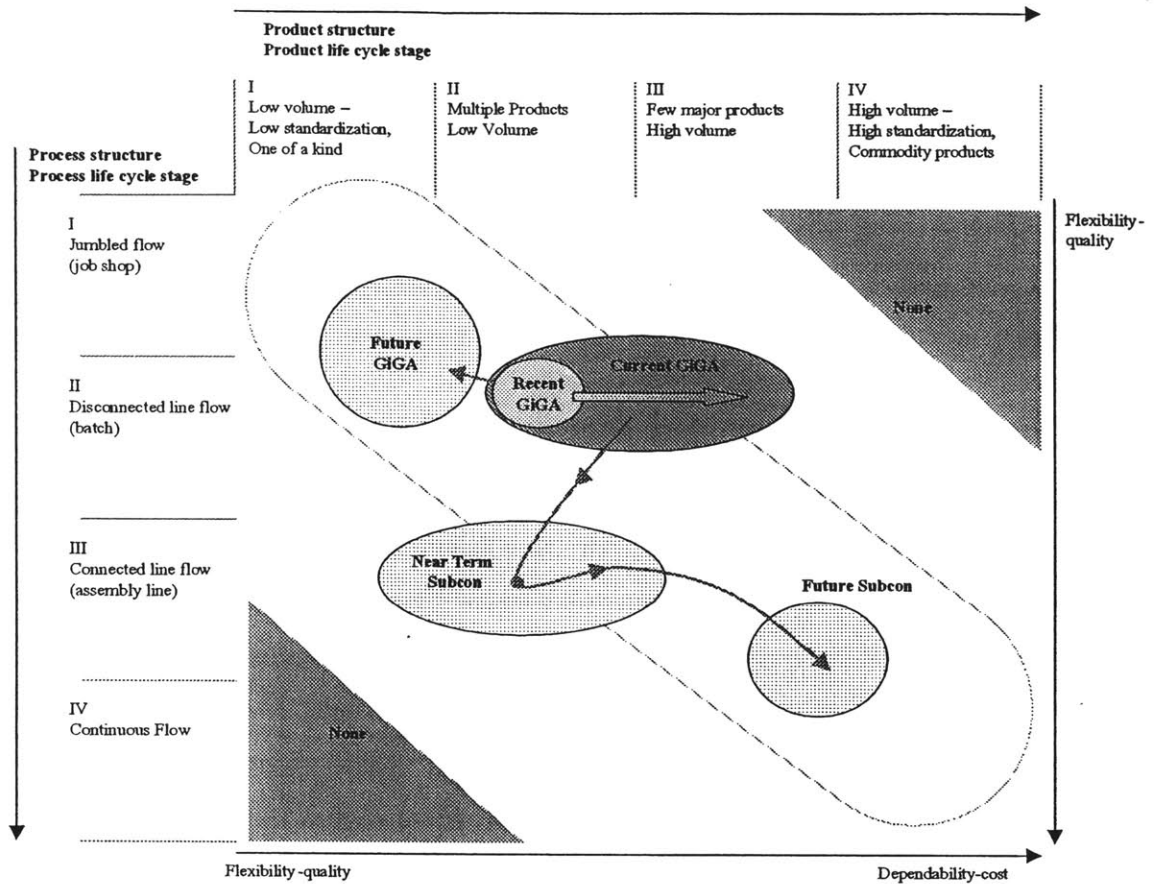 Product structure
Product life cycle stage
I
Low volume –
Low standardization,
One of a kind
II
Multiple Products
Low Volume
III
Few major products
High volume
IV
High volume –
High standardization,
Commodity products
Process structure
Process life cycle stage
I
Jumbled flow
(job shop)
II
Disconnected line flow
(batch)
III
Connected line flow
(assembly line)
IV
Continuous Flow
Flexibility-
quality
None
Future
GIGA
Current GIGA
Recent
GIGA
Near Term
Subcon
Future Subcon
None
Flexibility-quality
Dependability-cost